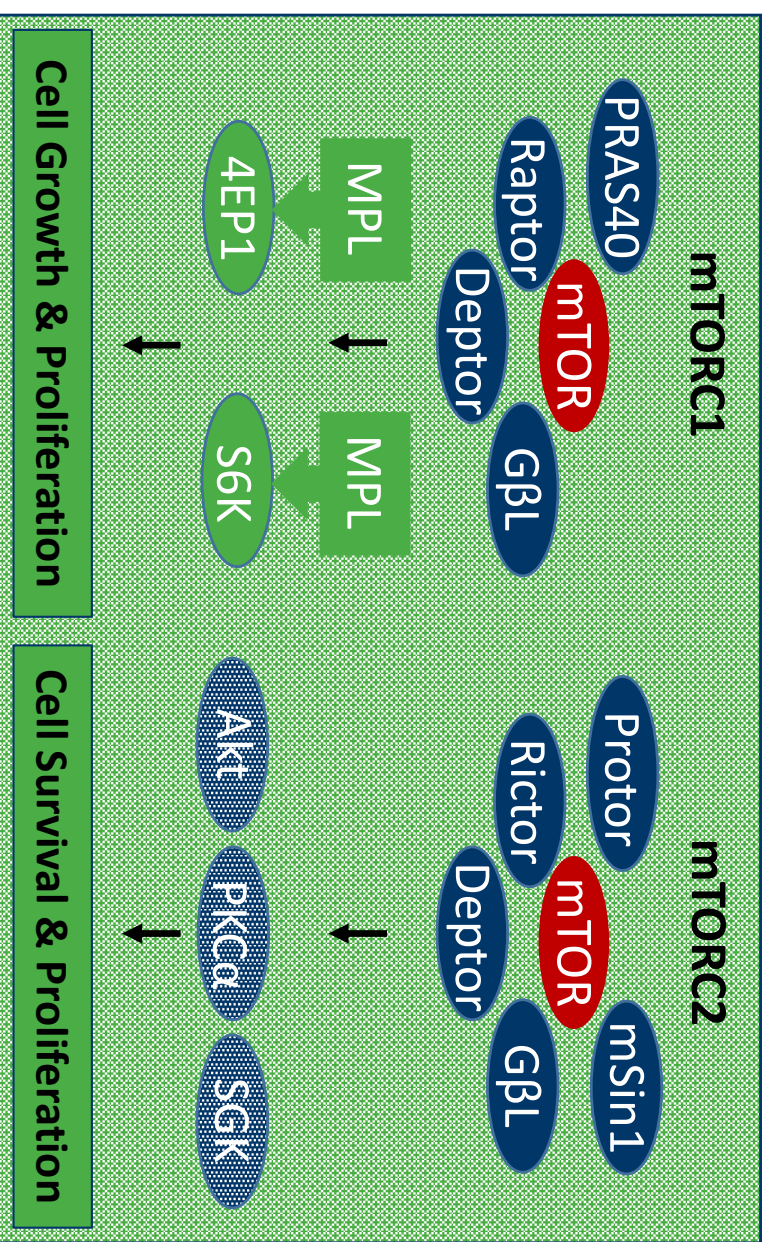 mTORC1
PRAS40
Raptor
mTOR
Deptor
GβL
MPL
MPL
4EP1
S6K
Cell Growth & Proliferation
mTORC2
Protor
mSin1
Rictor
mTOR
Deptor
GβL
Akt
PKCα
SGK
Cell Survival & Proliferation